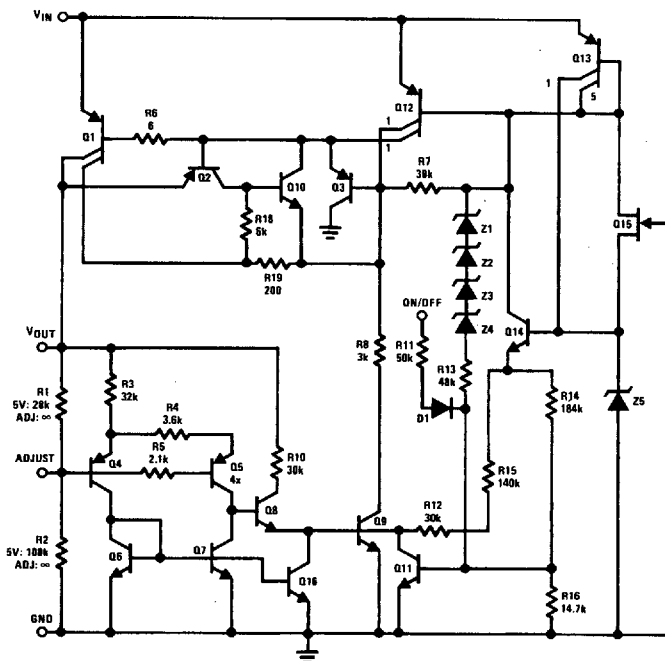 VIN
Q13
1
5
Q12
1
1
R6
6
Q1
Q2
Q10
Q3
R7
38k
Q15
R18
6k
R19
200
Z1
Z2
Z3
Z4
ON/OFF
Q14
VOUT
R8
3k
R11
50k
R13
48k
Z5
R1
5V: 28k
ADJ: ∞
R3
32k
R4
3.6k
D1
R14
184k
ADJUST
R5
2.1k
Q4
Q5
4x
R10
30k
Q8
R15
140k
R2
5V: 108k
ADJ: ∞
Q9
R12
30k
Q6
Q7
Q16
Q11
R16
14.7k
GND